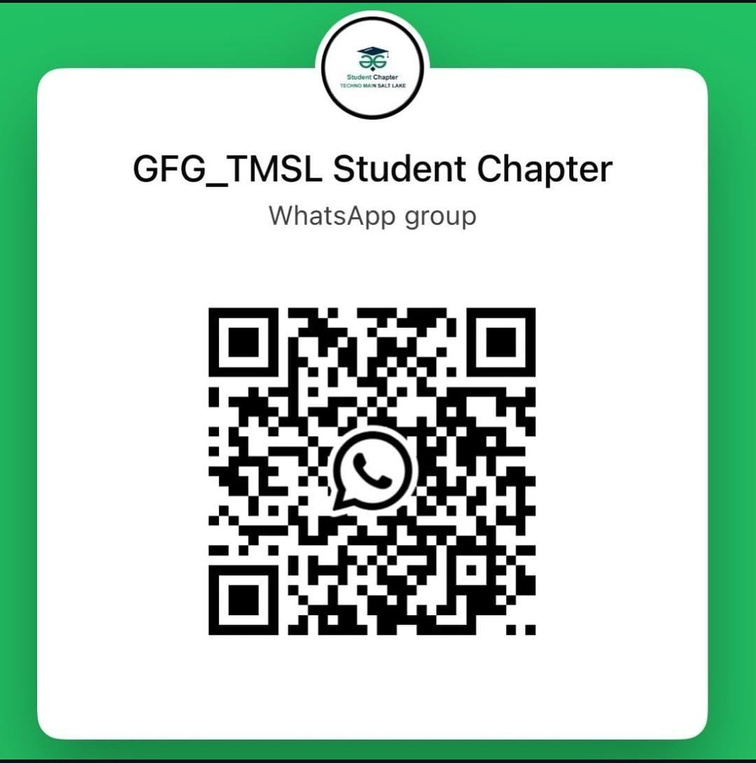 Student Chapter
TECHNO MAIN SALT LAKE
GFG_TMSL Student Chapter
WhatsApp group